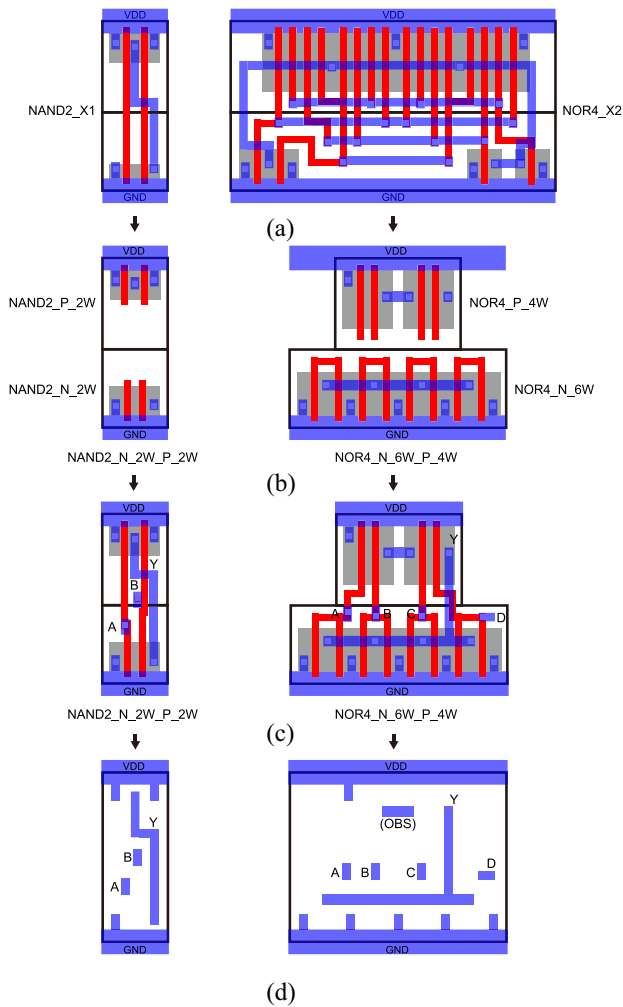 VDD VDD
NAND2_X1 NOR4_X2
GND GND
(a)
VDD VDD
NAND2_P_2W NOR4_P_4W
NAND2_N_2W NOR4_N_6W
GND GND
NAND2_N_2W_P_2W NOR4_N_6W_P_4W
(b)
VDD VDD
Y Y
B
A B C D
A
GND GND
NAND2_N_2W_P_2W NOR4_N_6W_P_4W
(c)
VDD VDD
Y Y
(OBS)
B
A B C D
A
GND GND
(d)